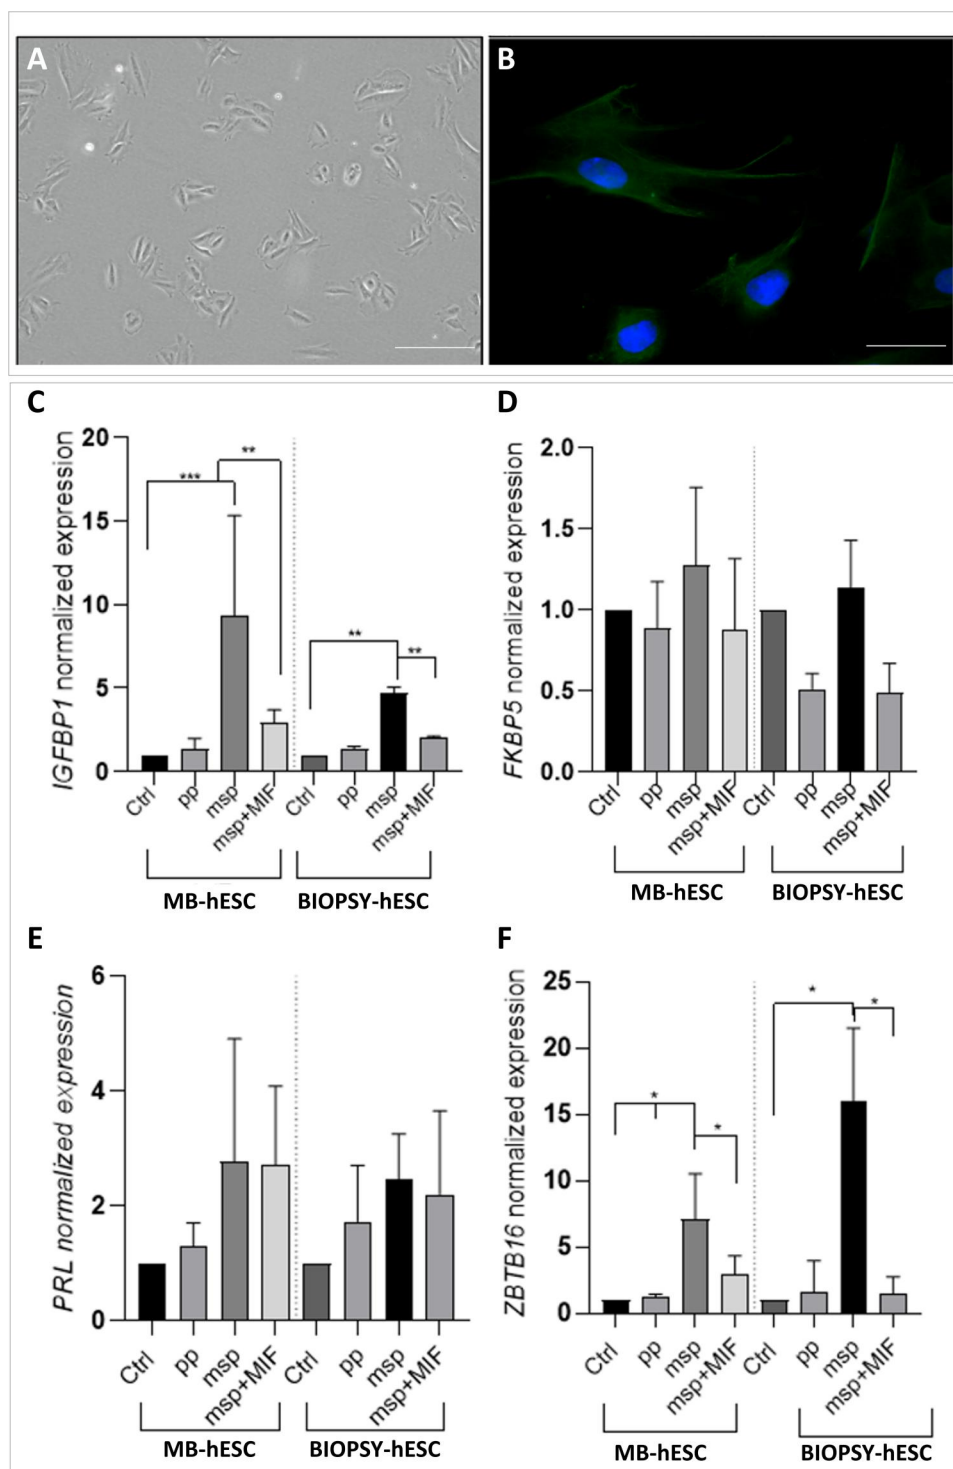 A
B
C
IGFBP1 normalized expression
20
15
10
5
0
***
**
**
**
Ctrl
pp
msp
msp+MIF
Ctrl
pp
msp
msp+MIF
MB-hESC
BIOPSY-hESC
D
FKBP5 normalized expression
2.0
1.5
1.0
0.5
0.0
Ctrl
pp
msp
msp+MIF
Ctrl
pp
msp
msp+MIF
MB-hESC
BIOPSY-hESC
E
PRL normalized expression
6
4
2
0
Ctrl
pp
msp
msp+MIF
Ctrl
pp
msp
msp+MIF
MB-hESC
BIOPSY-hESC
F
ZBTB16 normalized expression
25
20
15
10
5
0
*
*
*
*
Ctrl
pp
msp
msp+MIF
Ctrl
pp
msp
msp+MIF
MB-hESC
BIOPSY-hESC